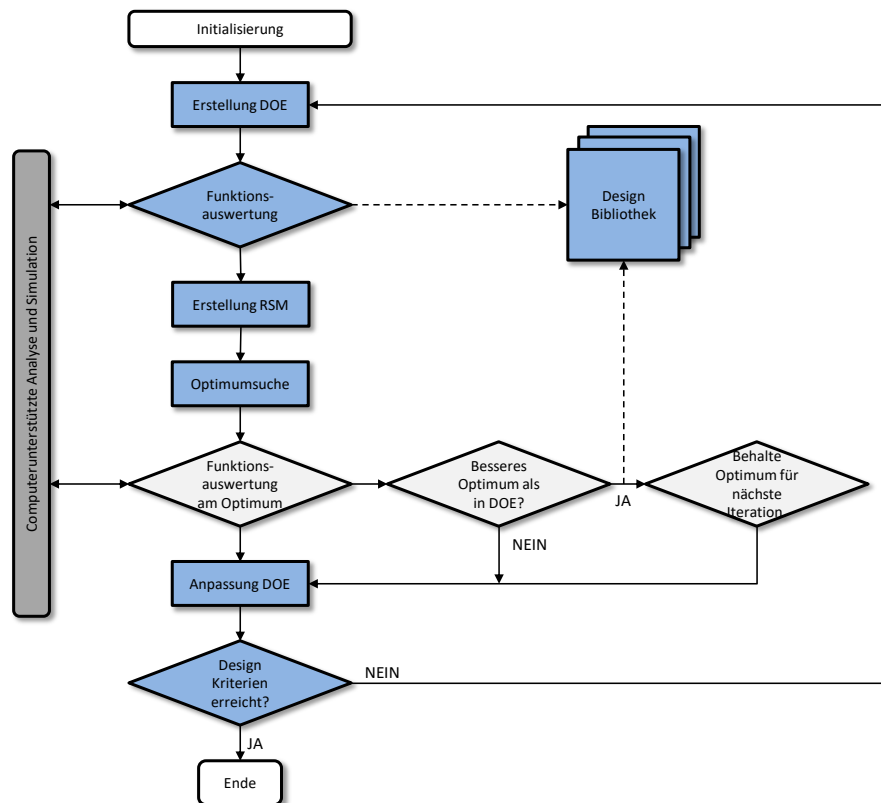 Initialisierung
Erstellung DOE
Funktions-
auswertung
Design
Bibliothek
Computerunterstützte Analyse und Simulation
Erstellung RSM
Optimumsuche
Funktions-
auswertung
am Optimum
Besseres
Optimum als
in DOE?
JA
Behalte
Optimum für
nächste
Iteration
NEIN
Anpassung DOE
Design
Kriterien
erreicht?
NEIN
JA
Ende